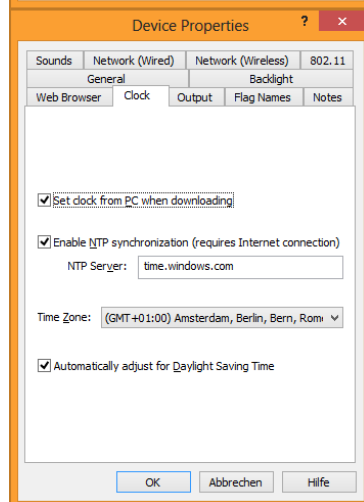 Device Properties ? ×
Sounds Network (Wired) Network (Wireless) 802.11
General Backlight
Web Browser Clock Output Flag Names Notes
Set clock from PC when downloading
Enable NTP synchronization (requires Internet connection)
NTP Server: time.windows.com
Time Zone: (GMT+01:00) Amsterdam, Berlin, Bern,
Automatically adjust for Daylight Saving Time
OK Abbrechen Hilfe